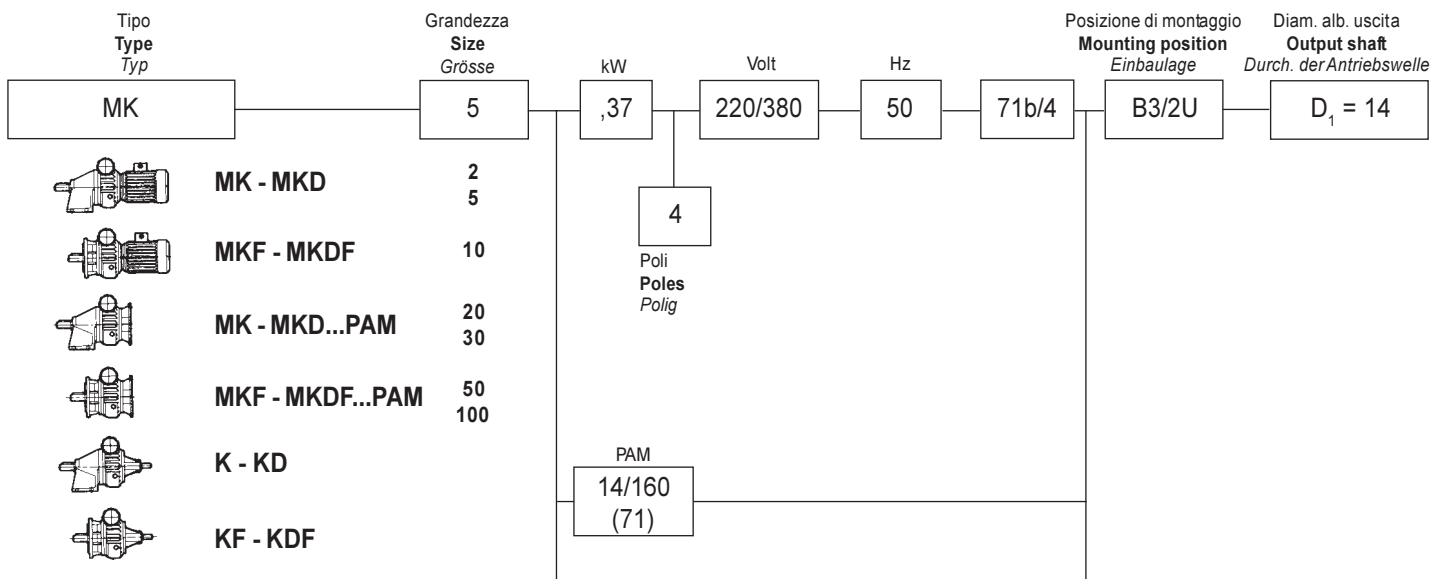 Tipo
Type
Typ
Grandezza
Size
Grösse
kW
Volt
Hz
Posizione di montaggio
Mounting position
Einbaulage
Diam. alb. uscita
Output shaft
Durch. der Antriebswelle
MK
5
,37
220/380
50
71b/4
B3/2U
D₁ = 14
4
Poli
Poles
Polig
MK - MKD
2
5
MKF - MKDF
10
MK - MKD...PAM
20
30
MKF - MKDF...PAM
50
100
K - KD
KF - KDF
PAM
14/160
(71)